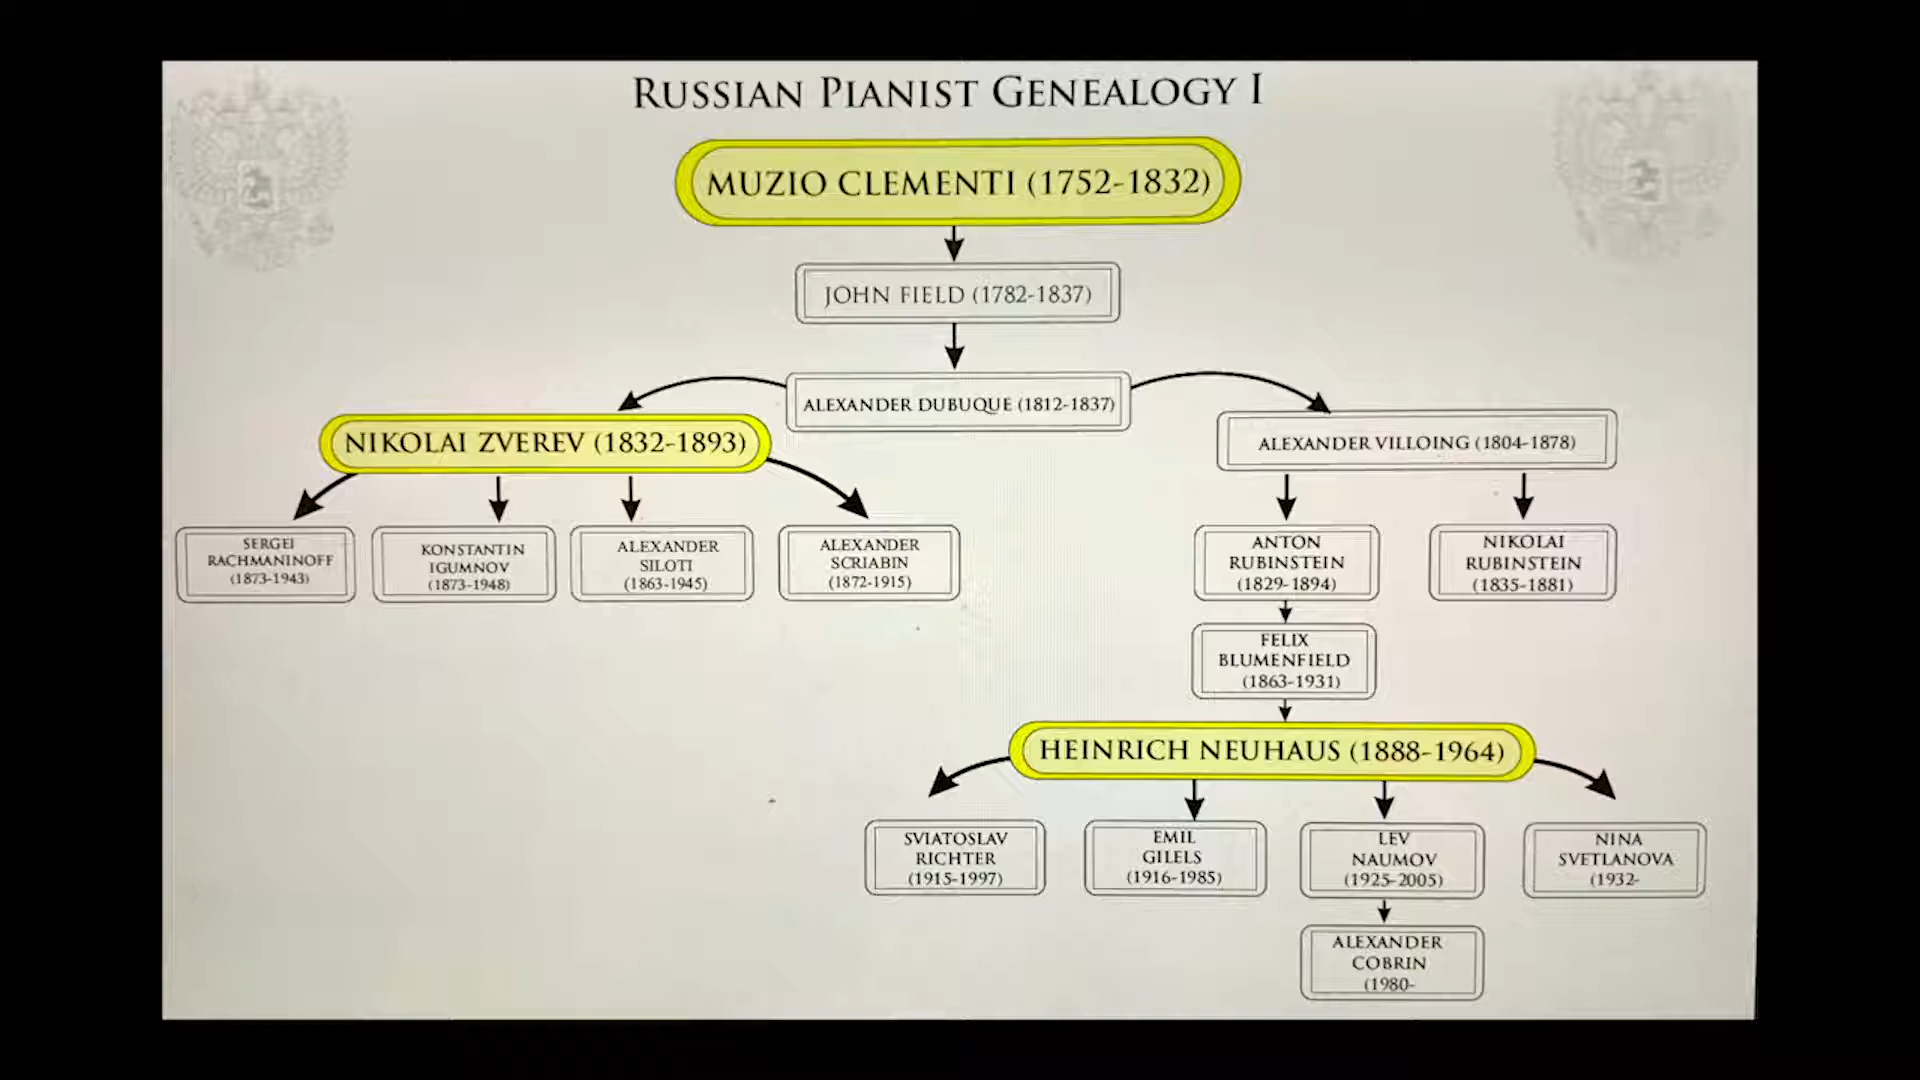 RUSSIAN PIANIST GENEALOGY I
MUZIO CLEMENTI (1752-1832)
JOHN FIELD (1782-1837)
ALEXANDER DUBUQUE (1812-1837)
NIKOLAI ZVEREV (1832-1893)
ALEXANDER VILLOING (1804-1878)
SERGEI
RACHMANINOFF
(1873-1943)
KONSTANTIN
IGUMNOV
(1873-1948)
ALEXANDER
SILOTI
(1863-1945)
ALEXANDER
SCRIABIN
(1872-1915)
ANTON
RUBINSTEIN
(1829-1894)
NIKOLAI
RUBINSTEIN
(1835-1881)
FELIX
BLUMENFIELD
(1863-1931)
HEINRICH NEUHAUS (1888-1964)
SVIATOSLAV
RICHTER
(1915-1997)
EMIL
GILELS
(1916-1985)
LEV
NAUMOV
(1925-2005)
NINA
SVETLANOVA
(1932-
ALEXANDER
COBRIN
(1980-